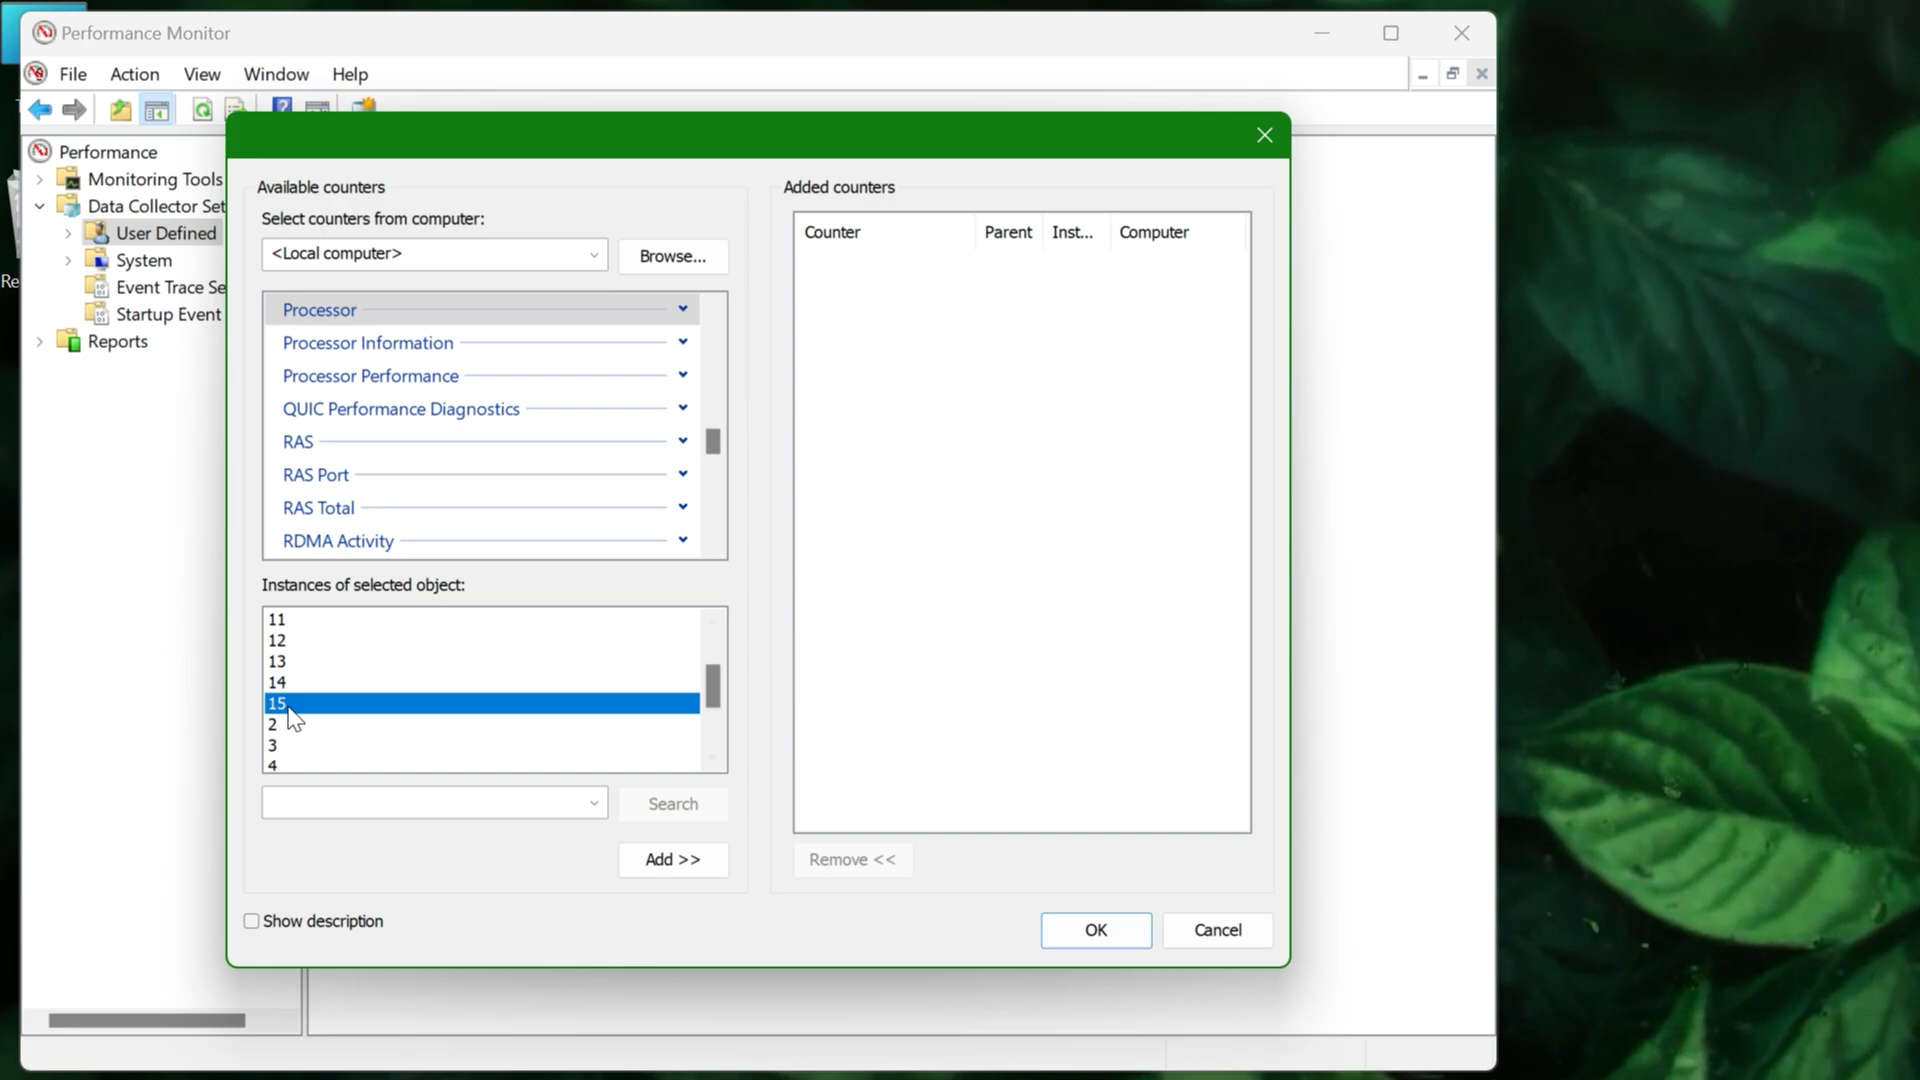 Performance Monitor
File Action View Window Help
Performance
Monitoring Tools
Data Collector Set
User Defined
System
Event Trace Se
Startup Event
Reports
Re
Available counters
Select counters from computer:
<Local computer>
Browse...
Processor
Processor Information
Processor Performance
QUIC Performance Diagnostics
RAS
RAS Port
RAS Total
RDMA Activity
Instances of selected object:
11
12
13
14
15
2
3
4
Search
Add >>
Show description
Added counters
Counter Parent Inst... Computer
Remove <<
OK Cancel